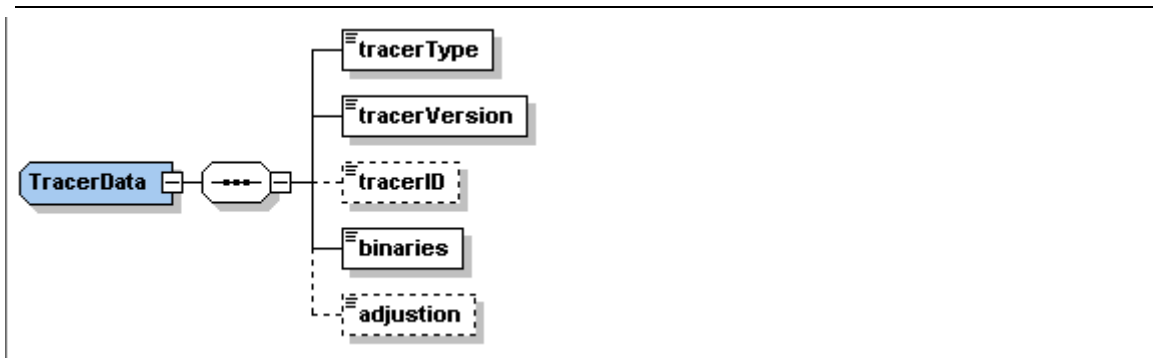 tracerType
tracerVersion
TracerData
tracerID
binaries
adjustion